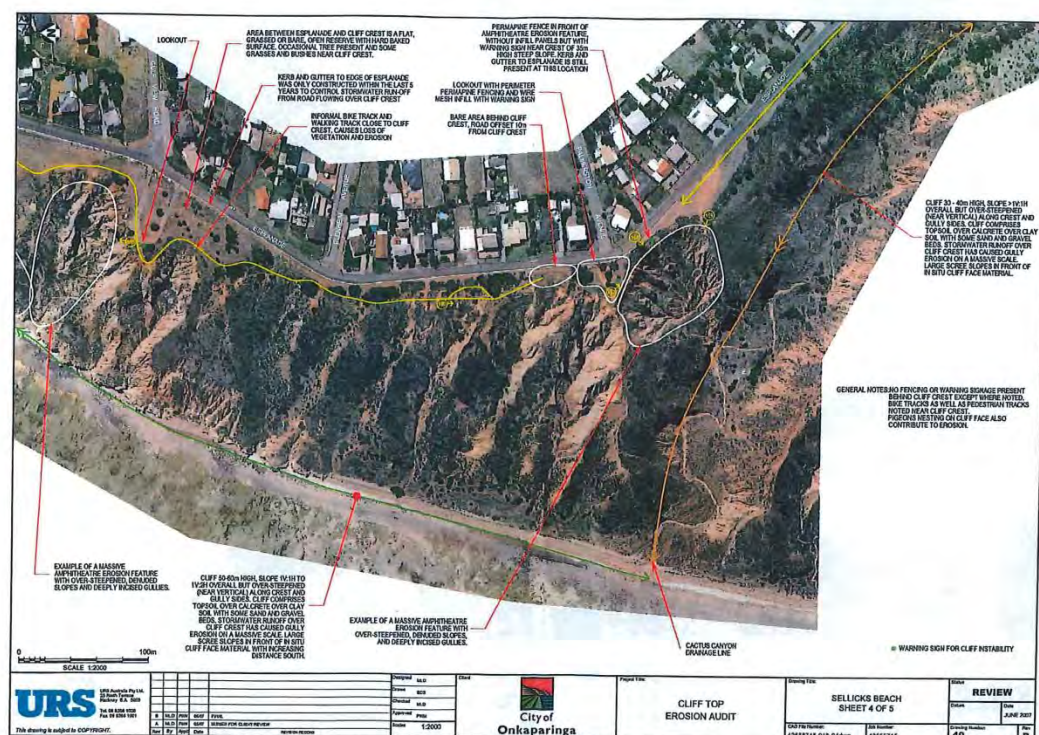 LOOKOUT
AREA BETWEEN ESPLANADE AND CLIFF CREST IS A FLAT,
GRASSED OR BARE, OPEN RESERVE WITH HARD BAKED
SURFACE. OCCASIONAL TREE PRESENT AND SOME
GRASSES AND BUSHES NEAR CLIFF CREST.
KERB AND GUTTER TO EDGE OF ESPLANADE
WAS ONLY CONSTRUCTED WITHIN THE LAST 5
YEARS TO CONTROL STORMWATER RUN-OFF
FROM ROAD FLOWING OVER CLIFF CREST
INFORMAL BIKE TRACK AND
WALKING TRACK CLOSE TO CLIFF
CREST, CAUSES LOSS OF
VEGETATION AND EROSION
PERMAPINE FENCE IN FRONT OF
AMPHITHEATRE EROSION FEATURE,
WITHOUT INFILL PANELS BUT WITH
WARNING SIGN NEAR CREST OF 35m
HIGH STEEP SLOPE. KERB AND
GUTTER TO ESPLANADE IS STILL
PRESENT AT THIS LOCATION
LOOKOUT WITH PERIMETER
PERMAPINE FENCING AND WIRE
MESH INFILL WITH WARNING SIGN
BARE AREA BEHIND CLIFF
CREST, ROAD OFFSET 10m
FROM CLIFF CREST
ESPLANADE
ESPLANADE
CLIFF 30 - 40m HIGH, SLOPE >1V:1H
OVERALL BUT OVER-STEEPENED
(NEAR VERTICAL) ALONG CREST AND
GULLY SIDES. CLIFF COMPRISES
TOPSOIL OVER CALCRETE OVER CLAY
SOIL WITH SOME SAND AND GRAVEL
BEDS. STORMWATER RUNOFF OVER
CLIFF CREST HAS CAUSED GULLY
EROSION ON A MASSIVE SCALE.
LARGE SCREE SLOPES IN FRONT OF
IN SITU CLIFF FACE MATERIAL.
GENERAL NOTES:NO FENCING OR WARNING SIGNAGE PRESENT
BEHIND CLIFF CREST EXCEPT WHERE NOTED.
BIKE TRACKS AS WELL AS PEDESTRIAN TRACKS
NOTED NEAR CLIFF CREST.
PIGEONS NESTING ON CLIFF FACE ALSO
CONTRIBUTE TO EROSION.
EXAMPLE OF A MASSIVE
AMPHITHEATRE EROSION FEATURE
WITH OVER-STEEPENED, DENUDED
SLOPES AND DEEPLY INCISED GULLIES.
CLIFF 50-60m HIGH, SLOPE 1V:1H TO
1V:2H OVERALL BUT OVER-STEEPENED
(NEAR VERTICAL) ALONG CREST AND
GULLY SIDES. CLIFF COMPRISES
TOPSOIL OVER CALCRETE OVER CLAY
SOIL WITH SOME SAND AND GRAVEL
BEDS. STORMWATER RUNOFF OVER
CLIFF CREST HAS CAUSED GULLY
EROSION ON A MASSIVE SCALE. LARGE
SCREE SLOPES IN FRONT OF IN SITU
CLIFF FACE MATERIAL WITH INCREASING
DISTANCE SOUTH.
EXAMPLE OF A MASSIVE AMPHITHEATRE
EROSION FEATURE WITH
OVER-STEEPENED, DENUDED SLOPES,
AND DEEPLY INCISED GULLIES.
CACTUS CANYON
DRAINAGE LINE
WARNING SIGN FOR CLIFF INSTABILITY
0 100m
SCALE 1:2000
URS
URS Australia Pty Ltd.
This drawing is subject to COPYRIGHT.
Designed MLD
Checked MLD
Approved
Scales 1:2000
Client
City of
Onkaparinga
Project Title:
CLIFF TOP
EROSION AUDIT
Drawing Title:
SELLICKS BEACH
SHEET 4 OF 5
Status
REVIEW
Date
JUNE 2007